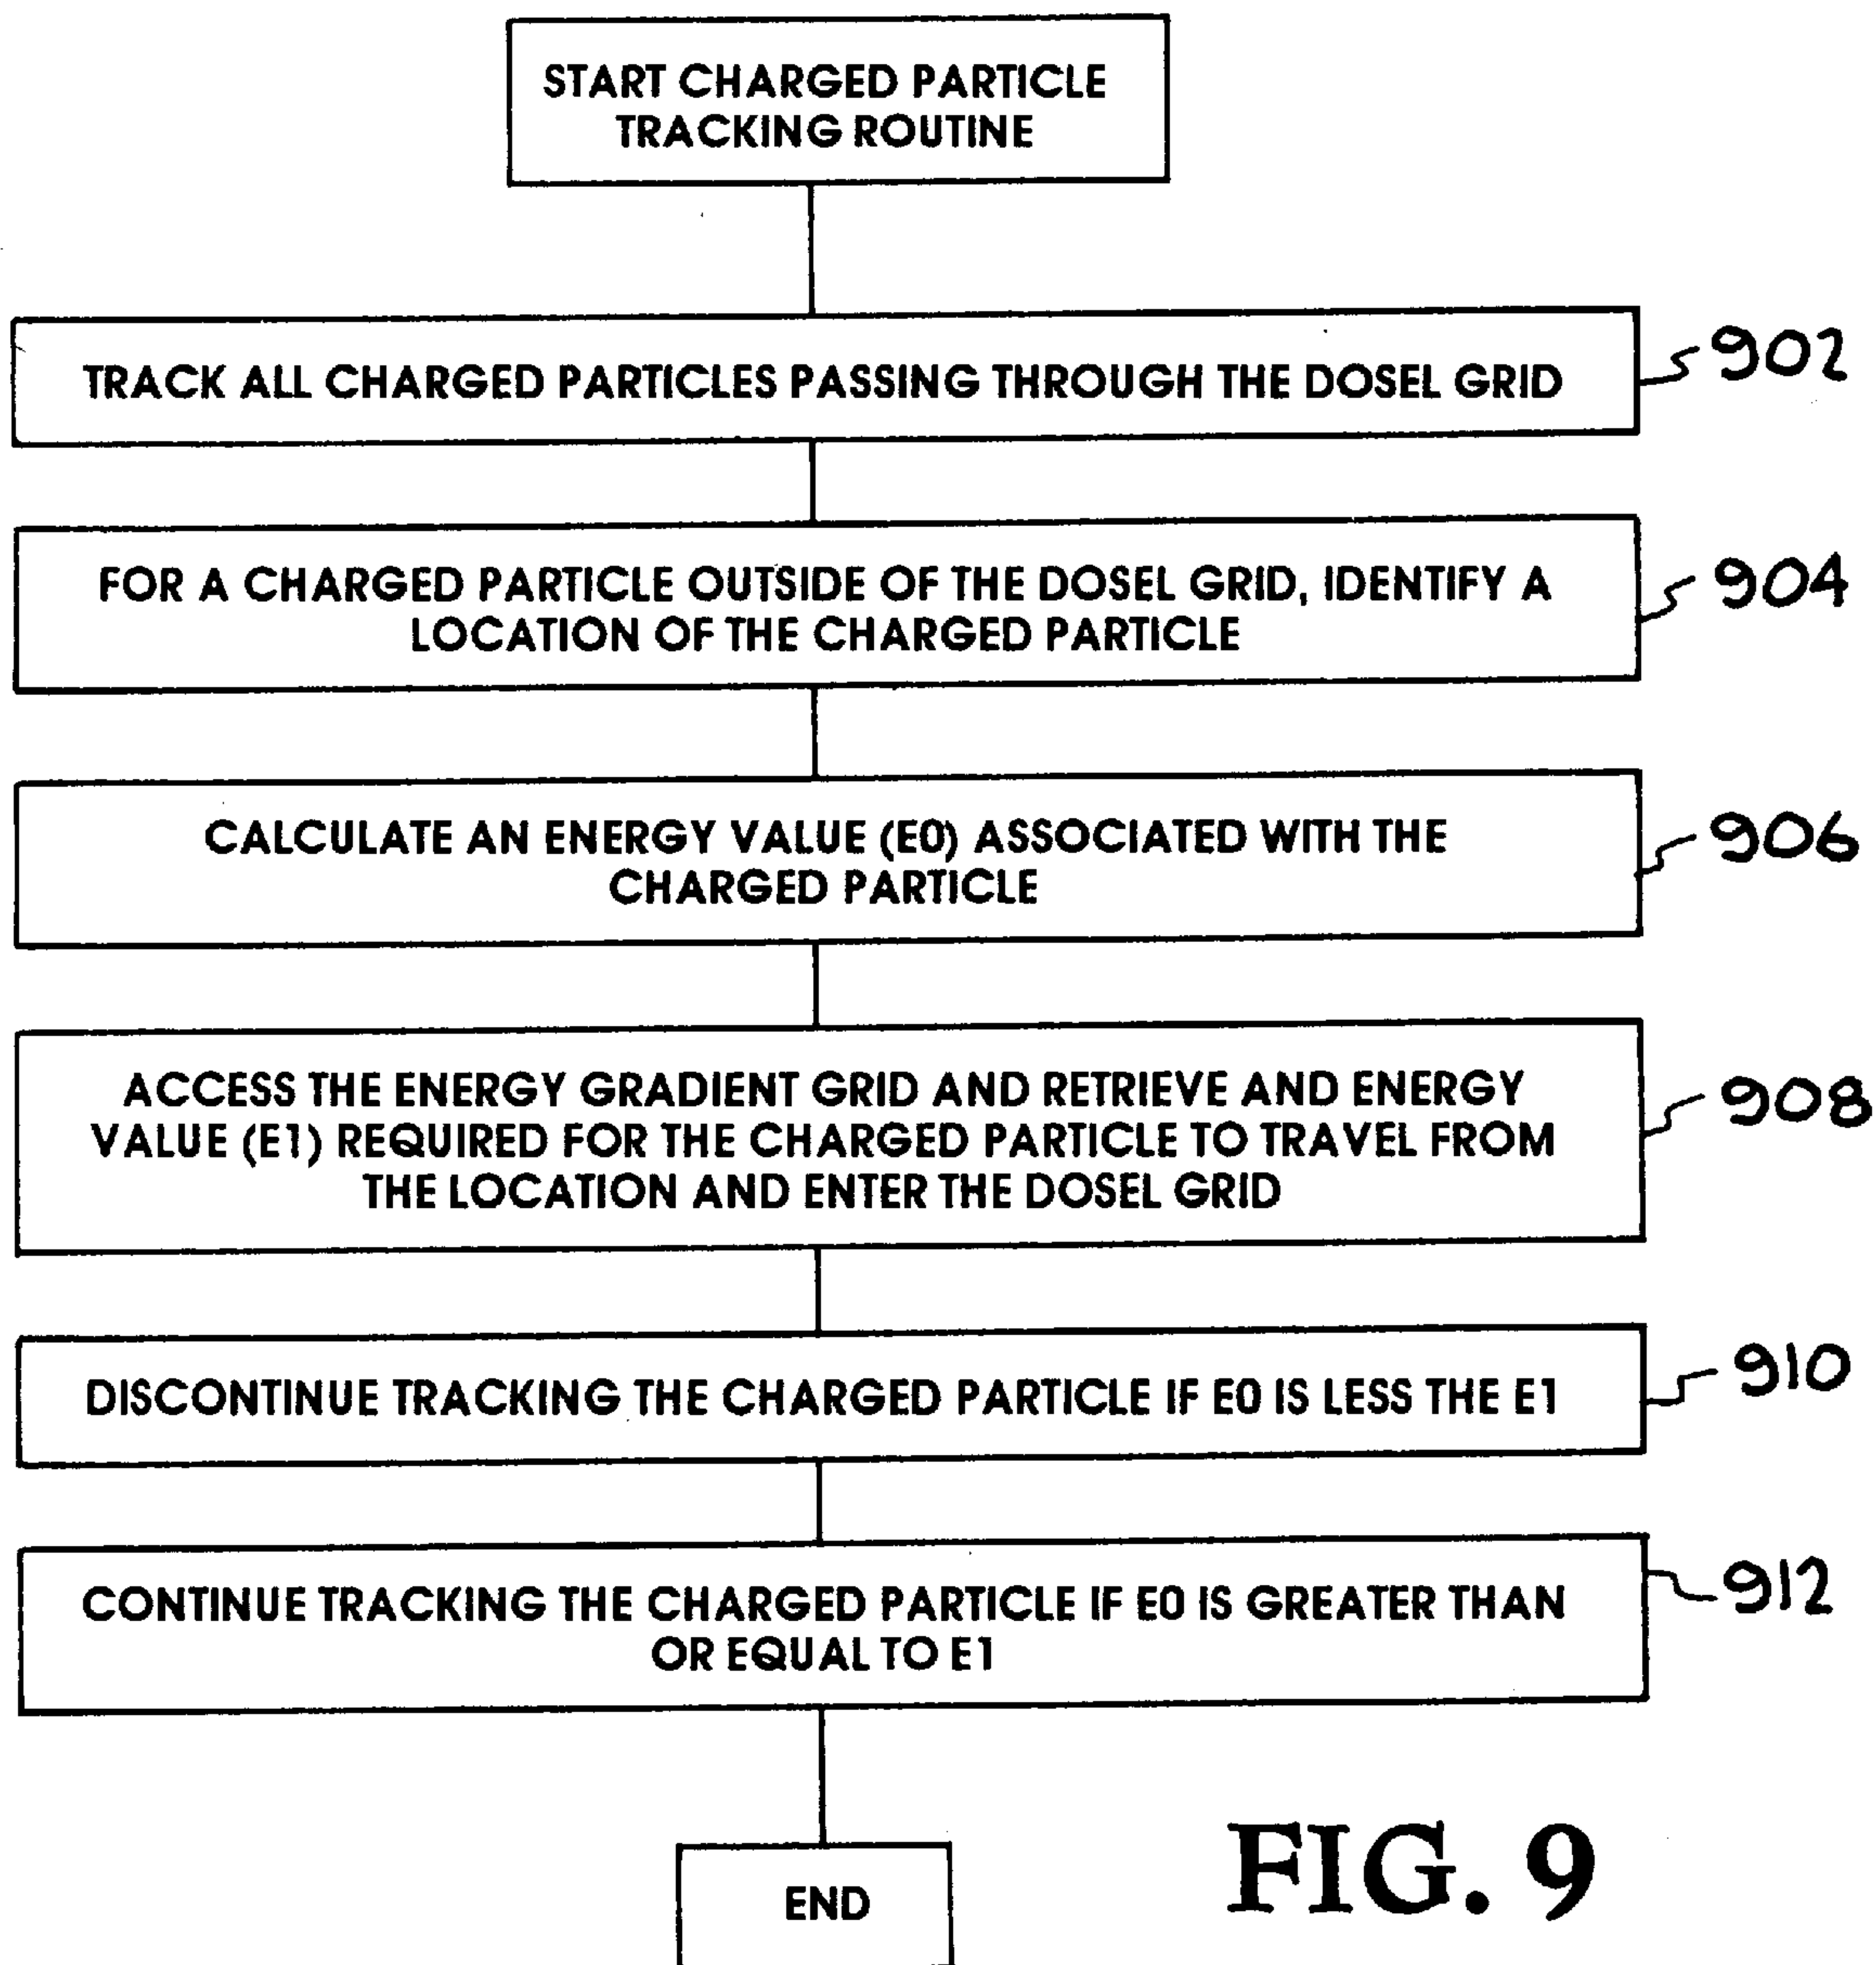 START CHARGED PARTICLE
TRACKING ROUTINE
TRACK ALL CHARGED PARTICLES PASSING THROUGH THE DOSEL GRID
902
FOR A CHARGED PARTICLE OUTSIDE OF THE DOSEL GRID, IDENTIFY A
LOCATION OF THE CHARGED PARTICLE
904
CALCULATE AN ENERGY VALUE (E0) ASSOCIATED WITH THE
CHARGED PARTICLE
906
ACCESS THE ENERGY GRADIENT GRID AND RETRIEVE AND ENERGY
VALUE (E1) REQUIRED FOR THE CHARGED PARTICLE TO TRAVEL FROM
THE LOCATION AND ENTER THE DOSEL GRID
908
DISCONTINUE TRACKING THE CHARGED PARTICLE IF E0 IS LESS THE E1
910
CONTINUE TRACKING THE CHARGED PARTICLE IF E0 IS GREATER THAN
OR EQUAL TO E1
912
END
FIG. 9